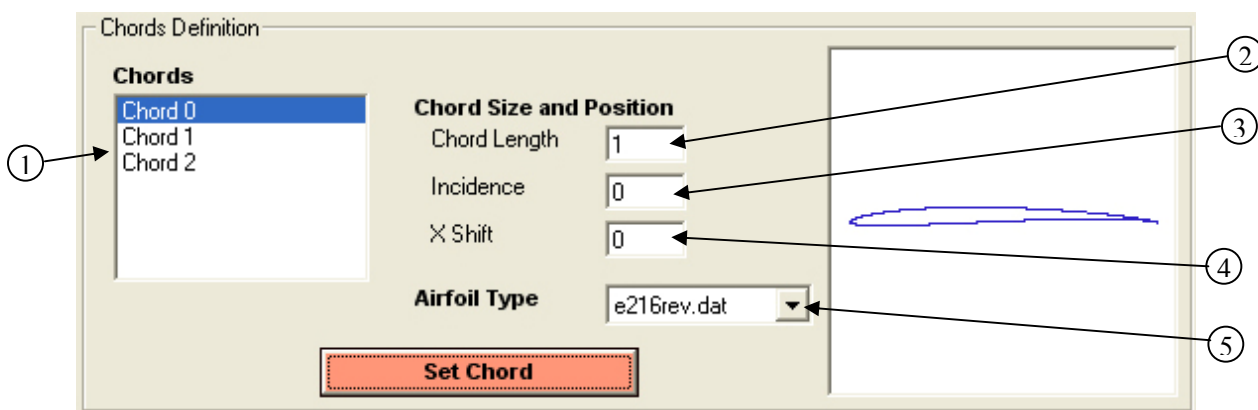 Chords Definition
Chords
Chord 0
Chord 1
Chord 2
Chord Size and Position
Chord Length 1
Incidence 0
X Shift 0
Airfoil Type e216rev.dat
Set Chord
1
2
3
4
5